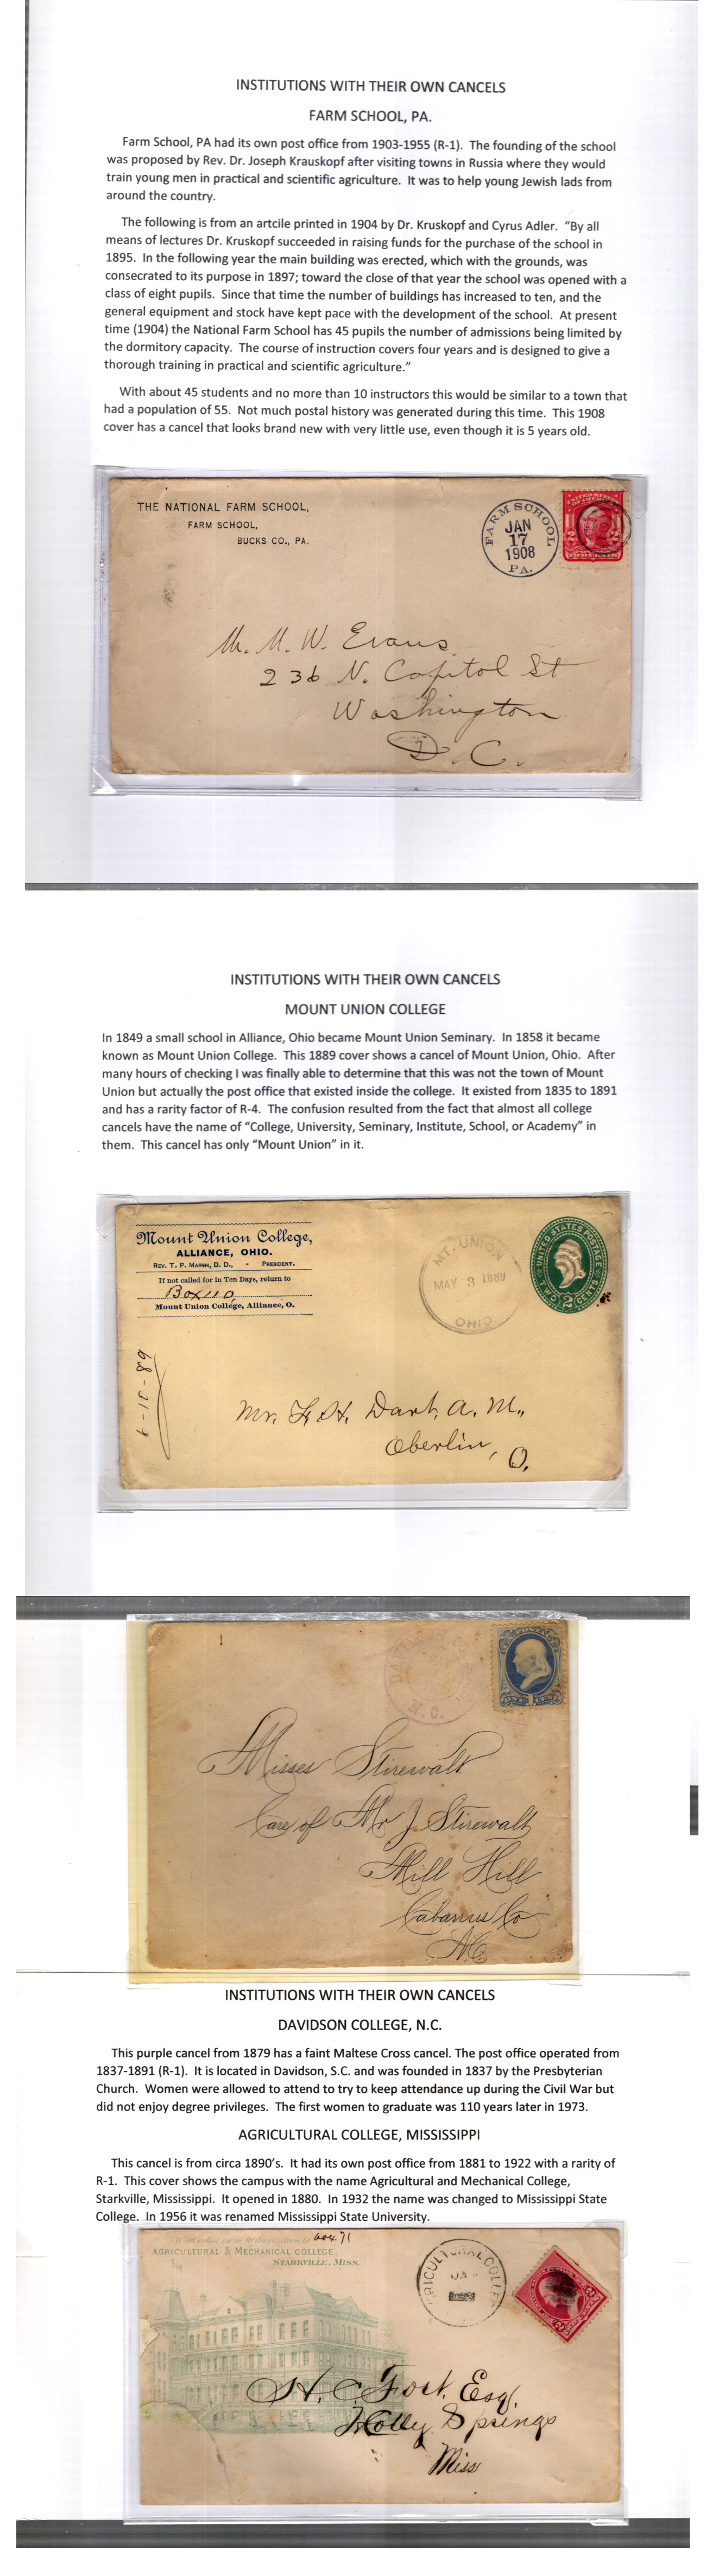 INSTITUTIONS WITH THEIR OWN CANCELS
FARM SCHOOL, PA.
Farm School, PA had its own post office from 1903-1955 (R-1). The founding of the school
was proposed by Rev. Dr. Joseph Krauskopf after visiting towns in Russia where they would
train young men in practical and scientific agriculture. It was to help young Jewish lads from
around the country.
The following is from an artcile printed in 1904 by Dr. Kruskopf and Cyrus Adler. “By all
means of lectures Dr. Kruskopf succeeded in raising funds for the purchase of the school in
1895. In the following year the main building was erected, which with the grounds, was
consecrated to its purpose in 1897; toward the close of that year the school was opened with a
class of eight pupils. Since that time the number of buildings has increased to ten, and the
general equipment and stock have kept pace with the development of the school. At present
time (1904) the National Farm School has 45 pupils the number of admissions being limited by
the dormitory capacity. The course of instruction covers four years and is designed to give a
thorough training in practical and scientific agriculture.”
With about 45 students and no more than 10 instructors this would be similar to a town that
had a population of 55. Not much postal history was generated during this time. This 1908
cover has a cancel that looks brand new with very little use, even though it is 5 years old.
THE NATIONAL FARM SCHOOL,
FARM SCHOOL,
BUCKS CO., PA.
FARM SCHOOL
JAN
17
1908
PA.
Mr. M. W. Evans
236 N. Capitol St
Washington
D.C.
INSTITUTIONS WITH THEIR OWN CANCELS
MOUNT UNION COLLEGE
In 1849 a small school in Alliance, Ohio became Mount Union Seminary. In 1858 it became
known as Mount Union College. This 1889 cover shows a cancel of Mount Union, Ohio. After
many hours of checking I was finally able to determine that this was not the town of Mount
Union but actually the post office that existed inside the college. It existed from 1835 to 1891
and has a rarity factor of R-4. The confusion resulted from the fact that almost all college
cancels have the name of “College, University, Seminary, Institute, School, or Academy” in
them. This cancel has only “Mount Union” in it.
Mount Union College,
ALLIANCE, OHIO.
REV. T. P. MARSH, D. D., - PRESIDENT.
If not called for in Ten Days, return to
Box 110,
Mount Union College, Alliance, O.
MT. UNION
MAY 3 1889
OHIO
UNITED STATES POSTAGE
TWO 2 CENTS
Mr. F. H. Dart, A. M.,
Oberlin,
O.
N.C.
Misses Stirewalt
Care of Mr J. Stirewalt
Mill Hill
Cabarrus Co
N.C.
INSTITUTIONS WITH THEIR OWN CANCELS
DAVIDSON COLLEGE, N.C.
This purple cancel from 1879 has a faint Maltese Cross cancel. The post office operated from
1837-1891 (R-1). It is located in Davidson, S.C. and was founded in 1837 by the Presbyterian
Church. Women were allowed to attend to try to keep attendance up during the Civil War but
did not enjoy degree privileges. The first women to graduate was 110 years later in 1973.
AGRICULTURAL COLLEGE, MISSISSIPPI
This cancel is from circa 1890’s. It had its own post office from 1881 to 1922 with a rarity of
R-1. This cover shows the campus with the name Agricultural and Mechanical College,
Starkville, Mississippi. It opened in 1880. In 1932 the name was changed to Mississippi State
College. In 1956 it was renamed Mississippi State University.
Box 71
AGRICULTURAL & MECHANICAL COLLEGE,
STARKVILLE, MISS.
RICULTURAL COLLE
JA
H. C. Fort, Esq.
Holly Springs
Miss